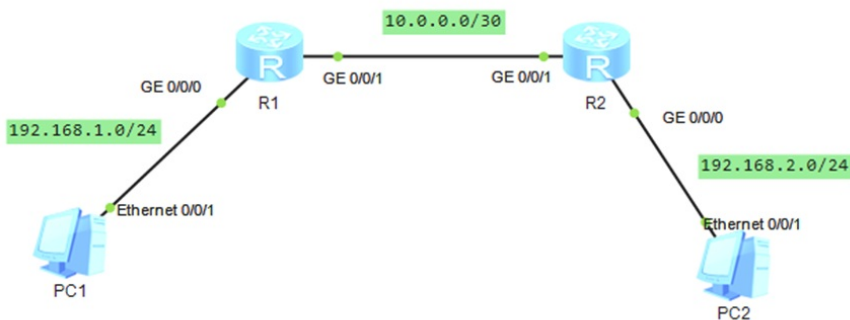 10.0.0.0/30
R
R
GE 0/0/0
GE 0/0/1
GE 0/0/1
R1
R2
GE 0/0/0
192.168.1.0/24
192.168.2.0/24
Ethernet 0/0/1
Ethernet 0/0/1
PC1
PC2